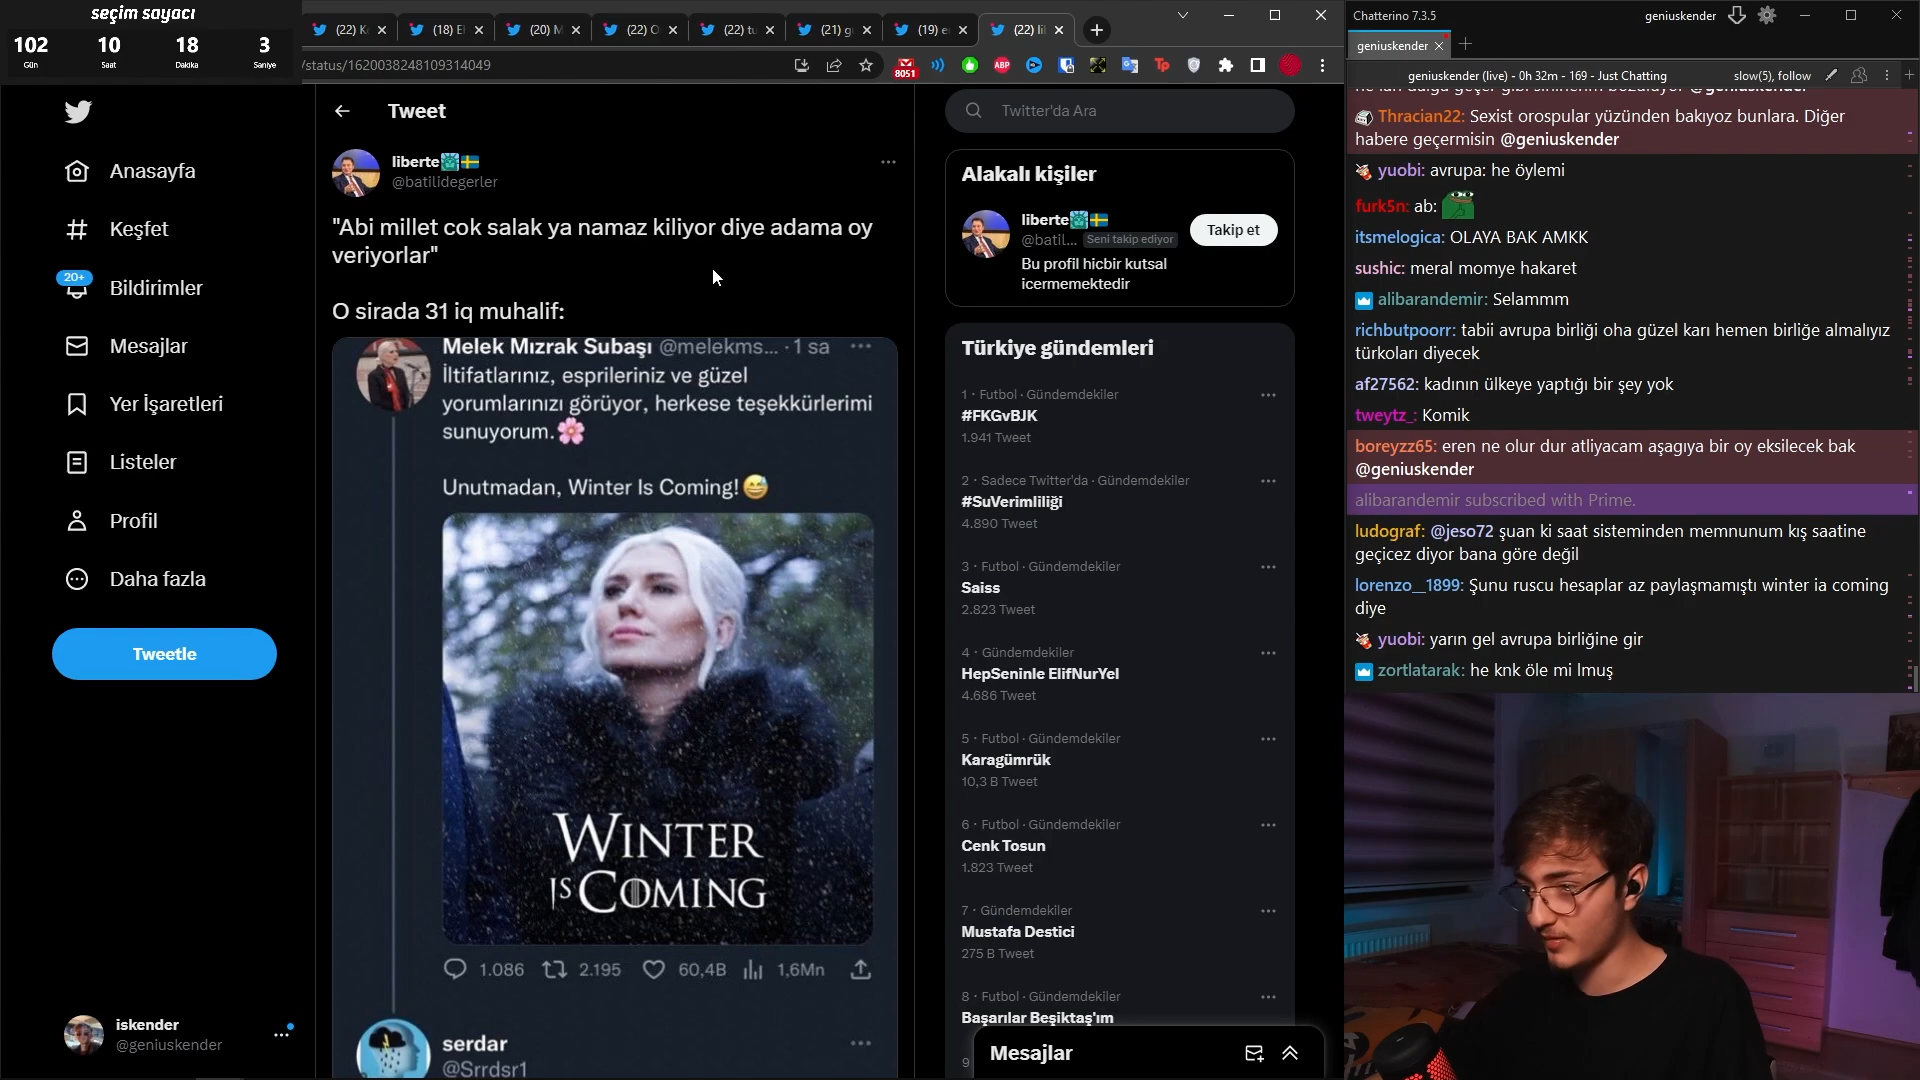 seçim sayacı
102
10
18
3
Gün
Saat
Dakika
Saniye
(22)
(18)
(20)
(22)
(22)
(21)
(19)
(22)
/status/1620038248109314049
8051
ABP
Tp
Anasayfa
Keşfet
20+
Bildirimler
Mesajlar
Yer İşaretleri
Listeler
Profil
Daha fazla
Tweetle
iskender
@geniuskender
Tweet
liberte
@batilidegerler
"Abi millet cok salak ya namaz kiliyor diye adama oy
veriyorlar"
O sirada 31 iq muhalif:
Melek Mızrak Subaşı @melekms... · 1 sa
İltifatlarınız, esprileriniz ve güzel
yorumlarınızı görüyor, herkese teşekkürlerimi
sunuyorum.🌸
Unutmadan, Winter Is Coming!😅
WINTER
IS COMING
1.086
2.195
60,4B
1,6Mn
serdar
@Srrdsr1
Twitter'da Ara
Alakalı kişiler
liberte
@batil... Seni takip ediyor
Takip et
Bu profil hicbir kutsal
icermemektedir
Türkiye gündemleri
1 · Futbol · Gündemdekiler
#FKGvBJK
1.941 Tweet
2 · Sadece Twitter'da · Gündemdekiler
#SuVerimliliği
4.890 Tweet
3 · Futbol · Gündemdekiler
Saiss
2.823 Tweet
4 · Gündemdekiler
HepSeninle ElifNurYel
4.686 Tweet
5 · Futbol · Gündemdekiler
Karagümrük
10,3 B Tweet
6 · Futbol · Gündemdekiler
Cenk Tosun
1.823 Tweet
7 · Gündemdekiler
Mustafa Destici
275 B Tweet
8 · Futbol · Gündemdekiler
Başarılar Beşiktaş'ım
9
Mesajlar
Chatterino 7.3.5
geniuskender
geniuskender
geniuskender (live) - 0h 32m - 169 - Just Chatting
slow(5), follow
Thracian22: Sexist orospular yüzünden bakıyoz bunlara. Diğer
habere geçermisin @geniuskender
yuobi: avrupa: he öylemi
furk5n: ab:
itsmelogica: OLAYA BAK AMKK
sushic: meral momye hakaret
alibarandemir: Selammm
richbutpoorr: tabii avrupa birliği oha güzel karı hemen birliğe almalıyız
türkoları diyecek
af27562: kadının ülkeye yaptığı bir şey yok
tweytz_: Komik
boreyzz65: eren ne olur dur atliyacam aşagıya bir oy eksilecek bak
@geniuskender
alibarandemir subscribed with Prime.
ludograf: @jeso72 şuan ki saat sisteminden memnunum kış saatine
geçicez diyor bana göre değil
lorenzo__1899: Şunu ruscu hesaplar az paylaşmamıştı winter ia coming
diye
yuobi: yarın gel avrupa birliğine gir
zortlatarak: he knk öle mi lmuş